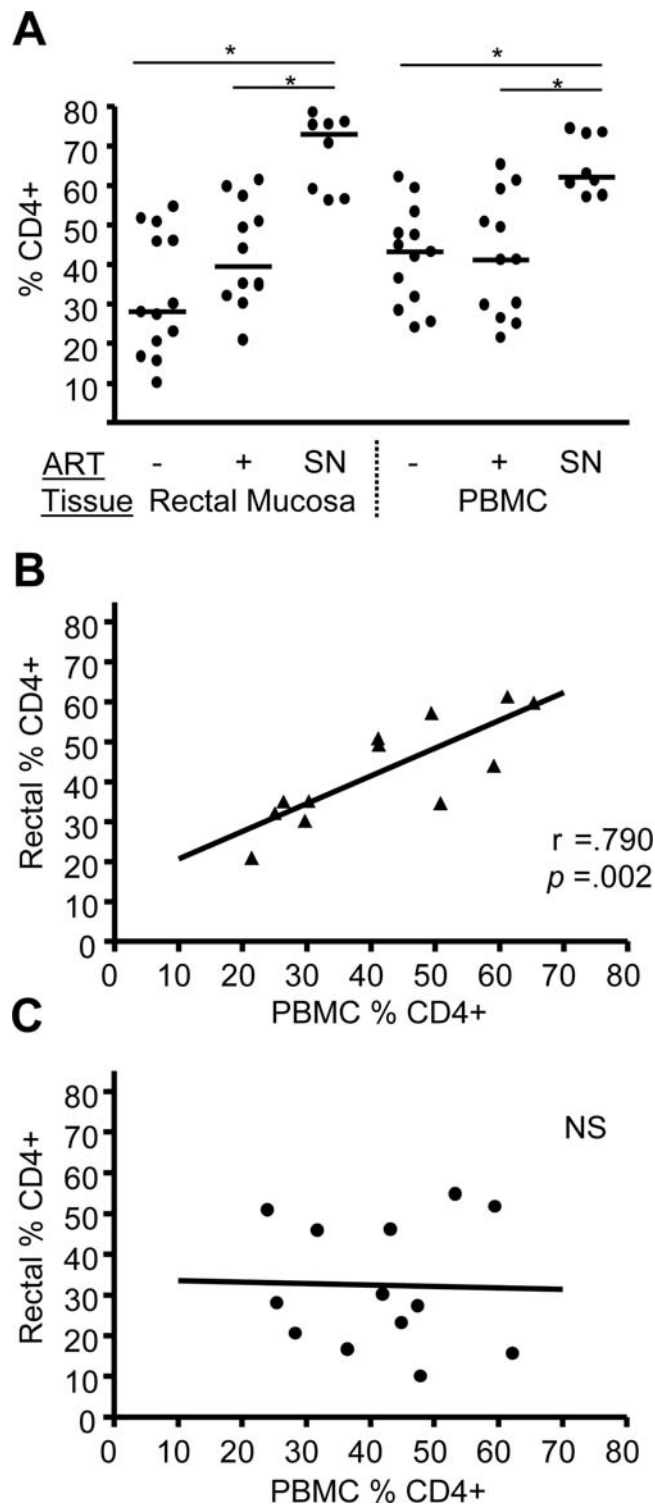 A
* *
* *
80
70
60
50
40
30
20
10
% CD4+
ART - + SN - + SN
Tissue Rectal Mucosa PBMC
B
80
70
60
50
40
30
20
10
0
Rectal % CD4+
r =.790
p =.002
0 10 20 30 40 50 60 70 80
PBMC % CD4+
C
80
70
60
50
40
30
20
10
0
Rectal % CD4+
NS
0 10 20 30 40 50 60 70 80
PBMC % CD4+